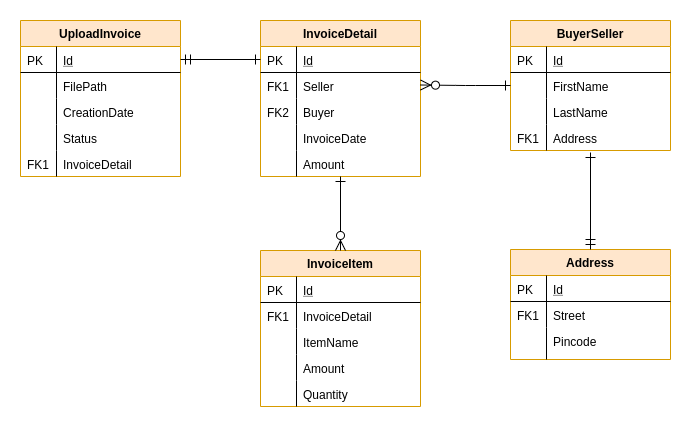 UploadInvoice
PK Id
FilePath
CreationDate
Status
FK1 InvoiceDetail
InvoiceDetail
PK Id
FK1 Seller
FK2 Buyer
InvoiceDate
Amount
BuyerSeller
PK Id
FirstName
LastName
FK1 Address
InvoiceItem
PK Id
FK1 InvoiceDetail
ItemName
Amount
Quantity
Address
PK Id
FK1 Street
Pincode